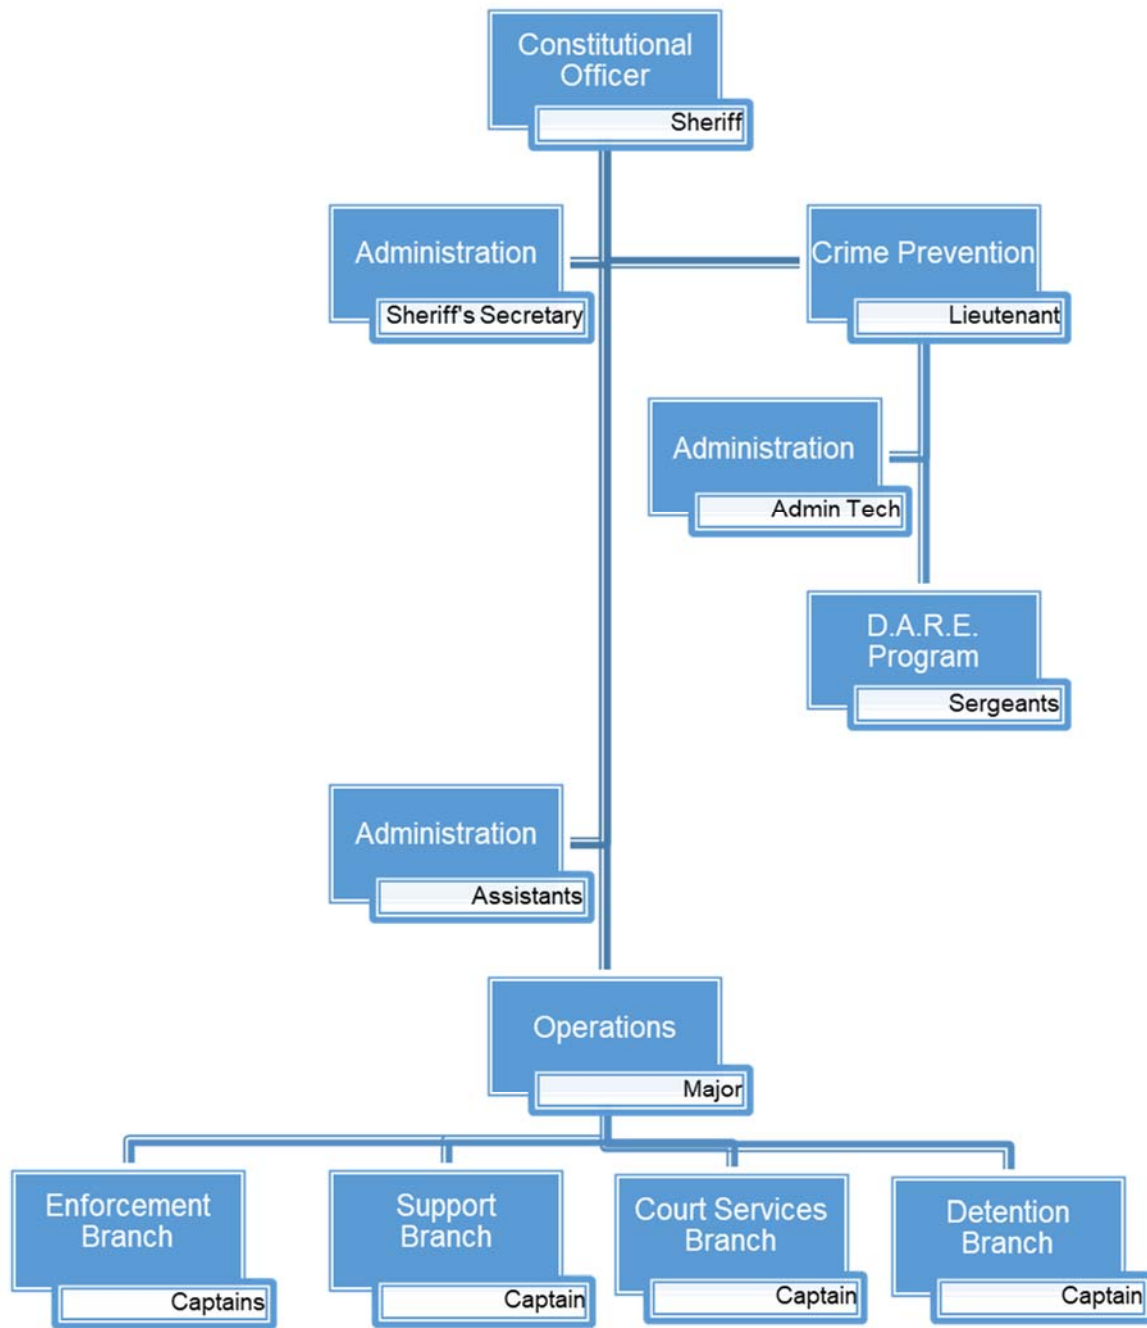 Constitutional
Officer
Sheriff
Administration
Sheriff's Secretary
Crime Prevention
Lieutenant
Administration
Admin Tech
D.A.R.E.
Program
Sergeants
Administration
Assistants
Operations
Major
Enforcement
Branch
Captains
Support
Branch
Captain
Court Services
Branch
Captain
Detention
Branch
Captain